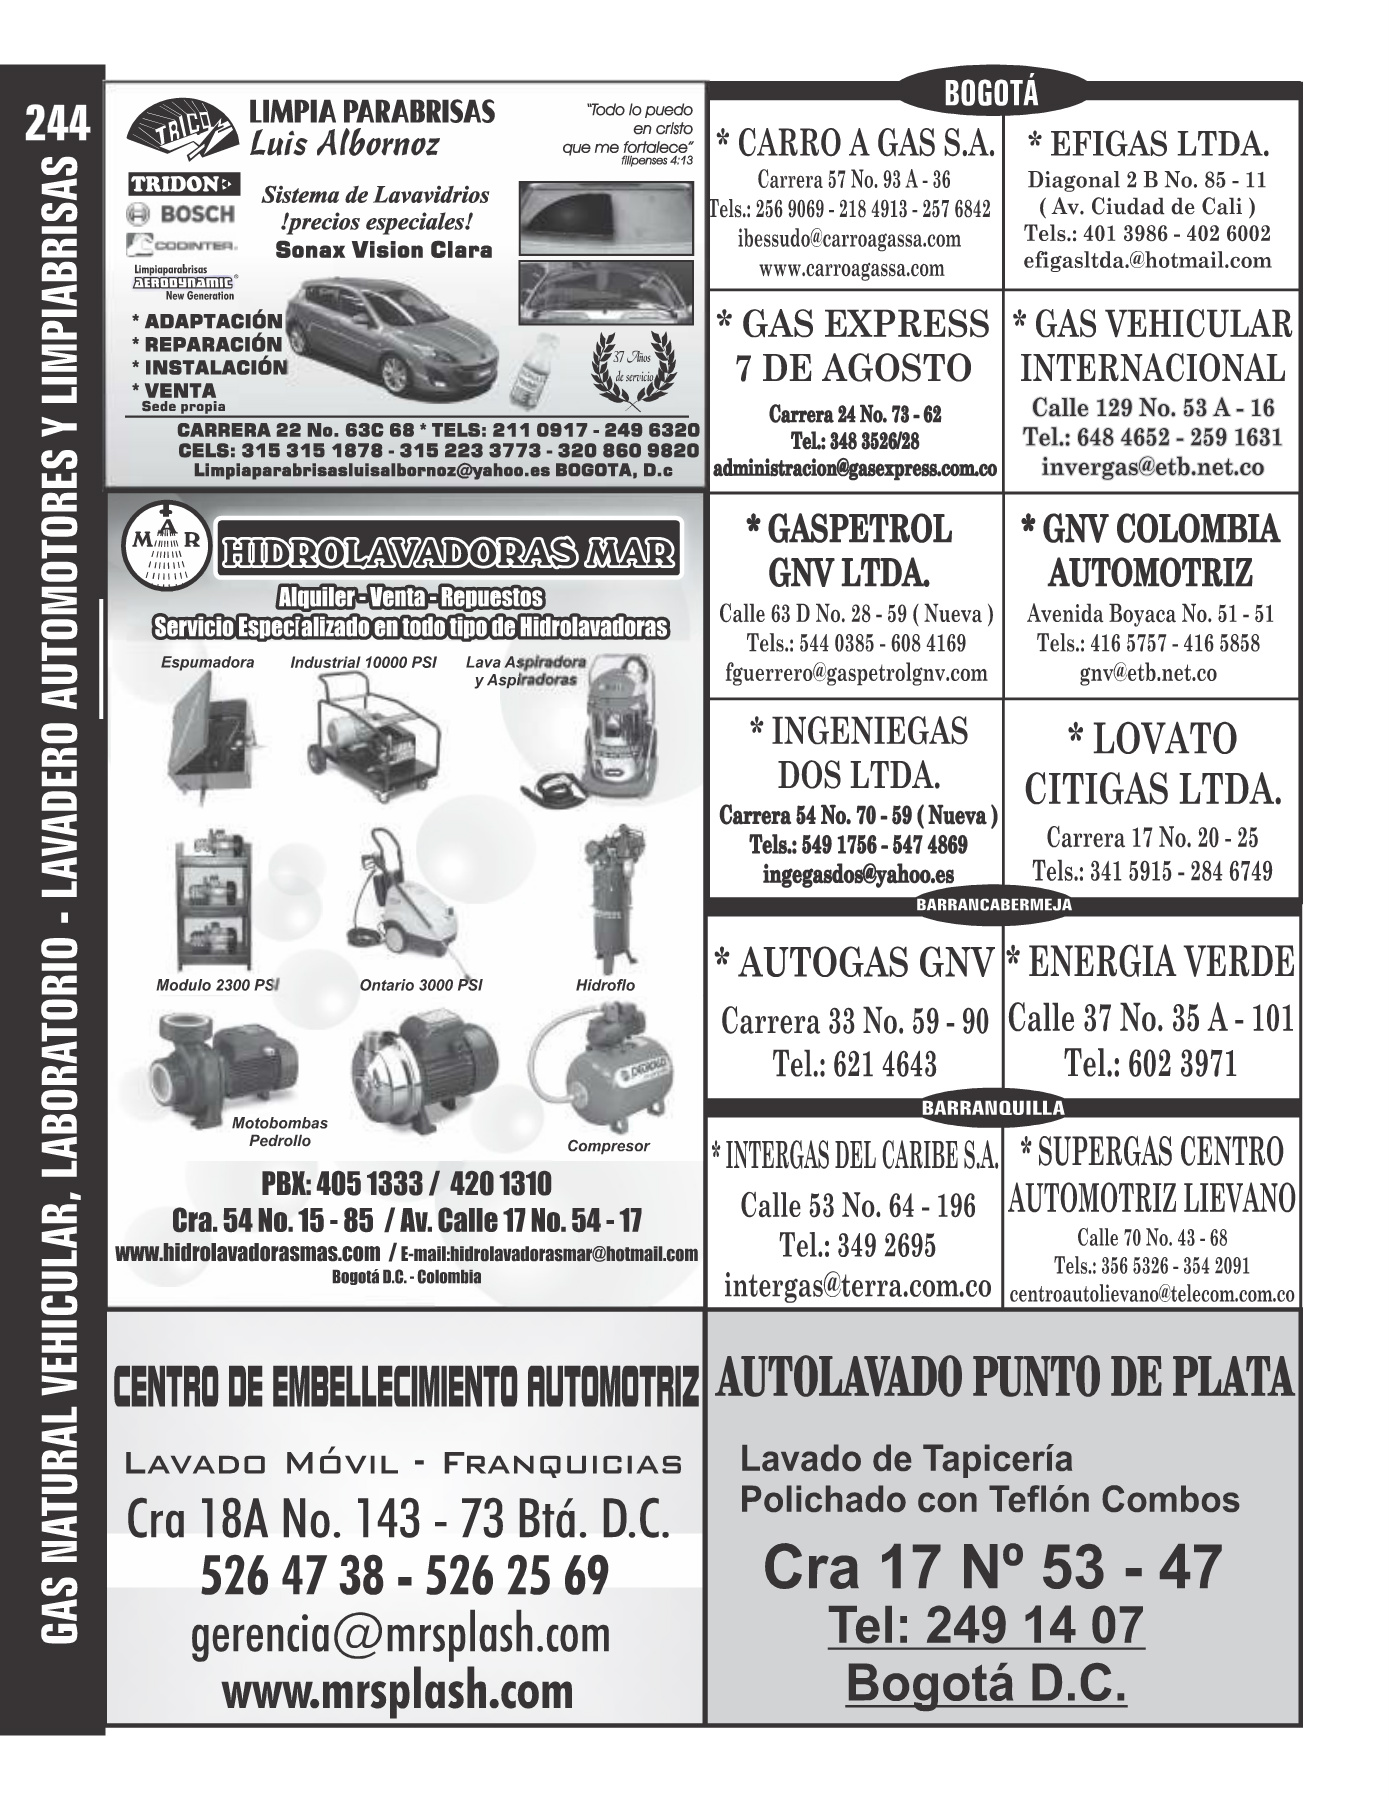 244
GAS NATURAL VEHICULAR, LABORATORIO - LAVADERO AUTOMOTORES Y LIMPIABRISAS
TRICO
LIMPIA PARABRISAS
Luis Albornoz
"Todo lo puedo
en cristo
que me fortalece"
filipenses 4:13
TRIDON
BOSCH
CODINTER
Limpiaparabrisas
AERODYNAMIC®
New Generation
Sistema de Lavavidrios
!precios especiales!
Sonax Vision Clara
* ADAPTACIÓN
* REPARACIÓN
* INSTALACIÓN
* VENTA
Sede propia
37 Años
de servicio
CARRERA 22 No. 63C 68 * TELS: 211 0917 - 249 6320
CELS: 315 315 1878 - 315 223 3773 - 320 860 9820
Limpiaparabrisasluisalbornoz@yahoo.es BOGOTA, D.c
MAR
HIDROLAVADORAS MAR
Alquiler - Venta - Repuestos
Servicio Especializado en todo tipo de Hidrolavadoras
Espumadora
Industrial 10000 PSI
Lava Aspiradora
y Aspiradoras
Modulo 2300 PSI
Ontario 3000 PSI
Hidroflo
Motobombas
Pedrollo
Compresor
PBX: 405 1333 / 420 1310
Cra. 54 No. 15 - 85 / Av. Calle 17 No. 54 - 17
www.hidrolavadorasmas.com / E-mail:hidrolavadorasmar@hotmail.com
Bogotá D.C. - Colombia
CENTRO DE EMBELLECIMIENTO AUTOMOTRIZ
LAVADO MÓVIL - FRANQUICIAS
Cra 18A No. 143 - 73 Btá. D.C.
526 47 38 - 526 25 69
gerencia@mrsplash.com
www.mrsplash.com
BOGOTÁ
* CARRO A GAS S.A.
Carrera 57 No. 93 A - 36
Tels.: 256 9069 - 218 4913 - 257 6842
ibessudo@carroagassa.com
www.carroagassa.com
* EFIGAS LTDA.
Diagonal 2 B No. 85 - 11
( Av. Ciudad de Cali )
Tels.: 401 3986 - 402 6002
efigasltda.@hotmail.com
* GAS EXPRESS
7 DE AGOSTO
Carrera 24 No. 73 - 62
Tel.: 348 3526/28
administracion@gasexpress.com.co
* GAS VEHICULAR
INTERNACIONAL
Calle 129 No. 53 A - 16
Tel.: 648 4652 - 259 1631
invergas@etb.net.co
* GASPETROL
GNV LTDA.
Calle 63 D No. 28 - 59 ( Nueva )
Tels.: 544 0385 - 608 4169
fguerrero@gaspetrolgnv.com
* GNV COLOMBIA
AUTOMOTRIZ
Avenida Boyaca No. 51 - 51
Tels.: 416 5757 - 416 5858
gnv@etb.net.co
* INGENIEGAS
DOS LTDA.
Carrera 54 No. 70 - 59 ( Nueva )
Tels.: 549 1756 - 547 4869
ingegasdos@yahoo.es
* LOVATO
CITIGAS LTDA.
Carrera 17 No. 20 - 25
Tels.: 341 5915 - 284 6749
BARRANCABERMEJA
* AUTOGAS GNV
Carrera 33 No. 59 - 90
Tel.: 621 4643
* ENERGIA VERDE
Calle 37 No. 35 A - 101
Tel.: 602 3971
BARRANQUILLA
* INTERGAS DEL CARIBE S.A.
Calle 53 No. 64 - 196
Tel.: 349 2695
intergas@terra.com.co
* SUPERGAS CENTRO
AUTOMOTRIZ LIEVANO
Calle 70 No. 43 - 68
Tels.: 356 5326 - 354 2091
centroautolievano@telecom.com.co
AUTOLAVADO PUNTO DE PLATA
Lavado de Tapicería
Polichado con Teflón Combos
Cra 17 Nº 53 - 47
Tel: 249 14 07
Bogotá D.C.